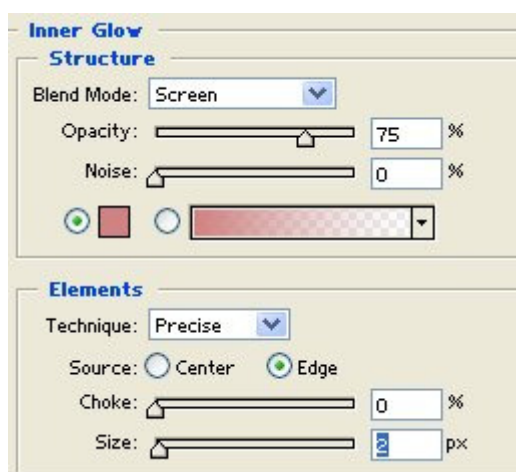 Inner Glow
Structure
Blend Mode: Screen
Opacity: 75 %
Noise: 0 %
Elements
Technique: Precise
Source: Center Edge
Choke: 0 %
Size: 2 px